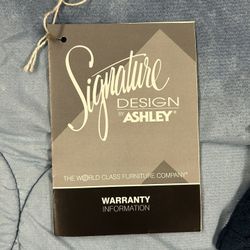 Signature
DESIGN
BY ASHLEY®
THE WORLD CLASS FURNITURE COMPANY®
WARRANTY
INFORMATION